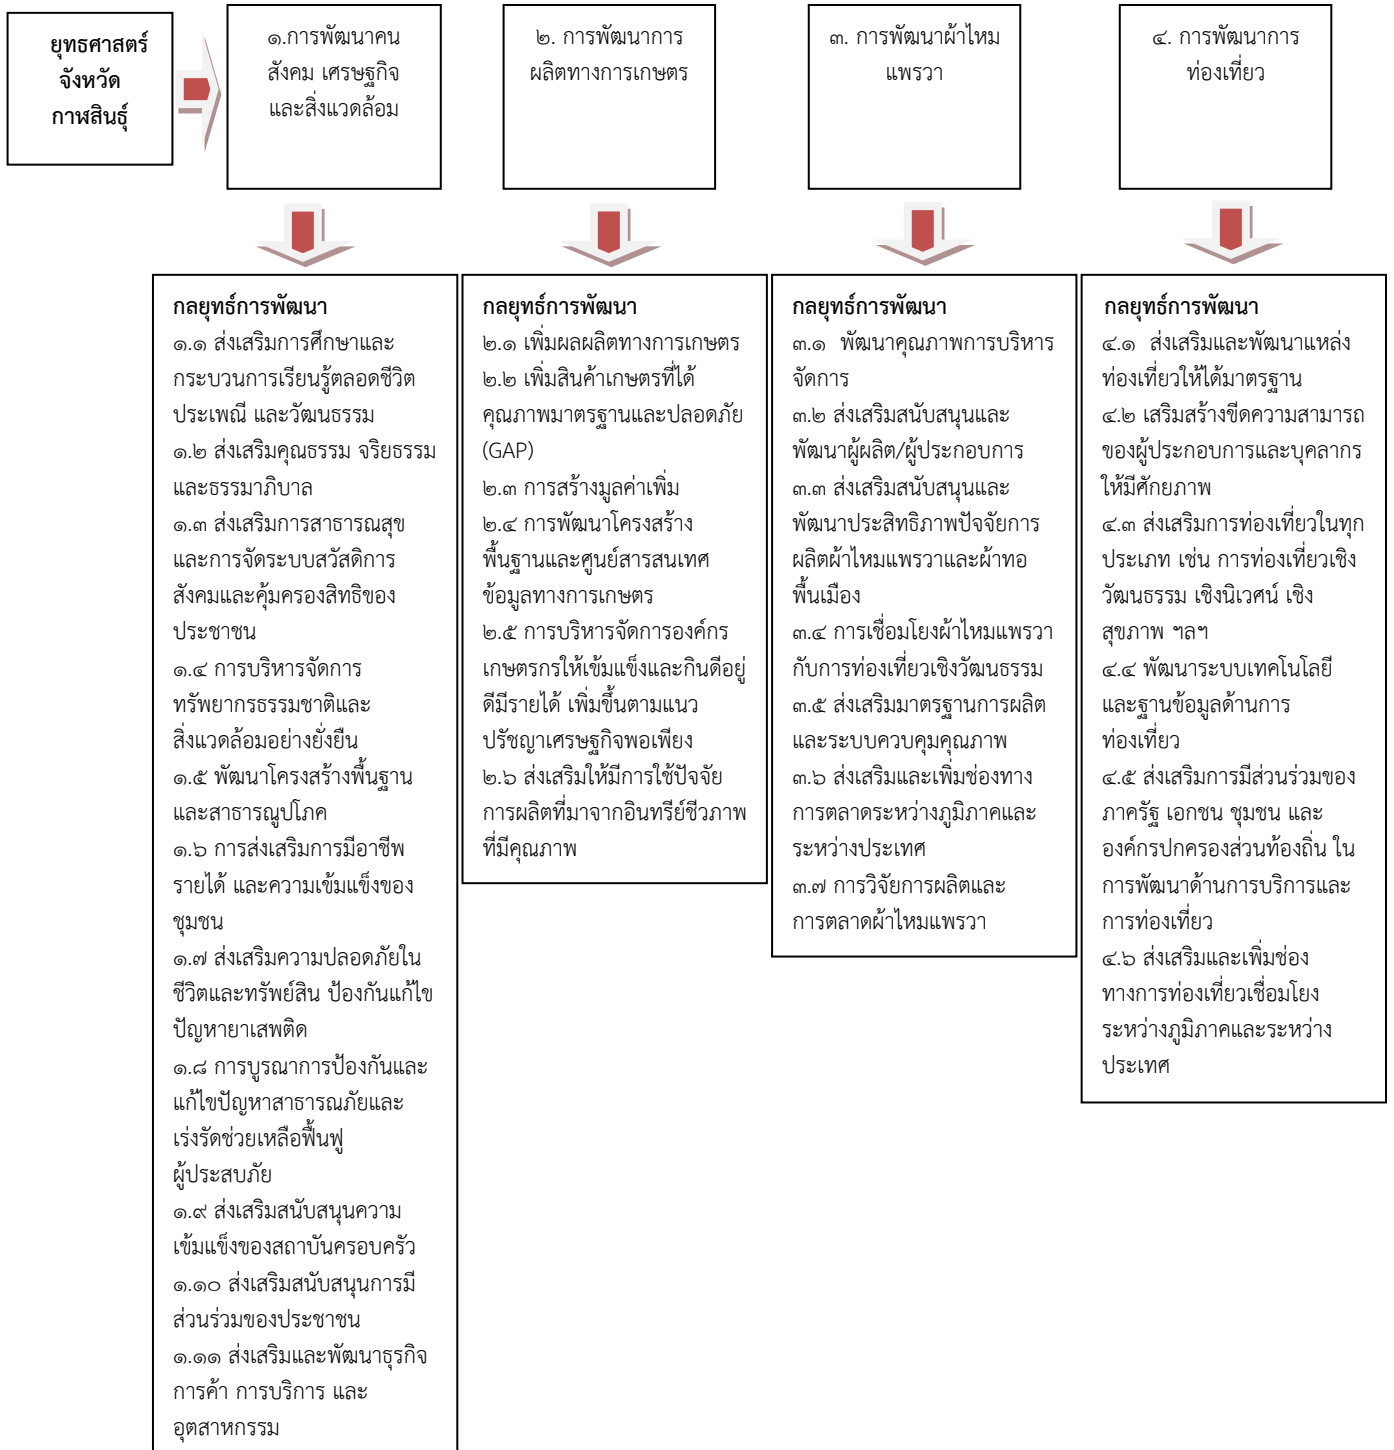 ยุทธศาสตร์
จังหวัด
กาฬสินธุ์
๑.การพัฒนาคน
สังคม เศรษฐกิจ
และสิ่งแวดล้อม
๒. การพัฒนาการ
ผลิตทางการเกษตร
๓. การพัฒนาผ้าไหม
แพรวา
๔. การพัฒนาการ
ท่องเที่ยว
กลยุทธ์การพัฒนา
๑.๑ ส่งเสริมการศึกษาและ
กระบวนการเรียนรู้ตลอดชีวิต
ประเพณี และวัฒนธรรม
๑.๒ ส่งเสริมคุณธรรม จริยธรรม
และธรรมาภิบาล
๑.๓ ส่งเสริมการสาธารณสุข
และการจัดระบบสวัสดิการ
สังคมและคุ้มครองสิทธิของ
ประชาชน
๑.๔ การบริหารจัดการ
ทรัพยากรธรรมชาติและ
สิ่งแวดล้อมอย่างยั่งยืน
๑.๕ พัฒนาโครงสร้างพื้นฐาน
และสาธารณูปโภค
๑.๖ การส่งเสริมการมีอาชีพ
รายได้ และความเข้มแข็งของ
ชุมชน
๑.๗ ส่งเสริมความปลอดภัยใน
ชีวิตและทรัพย์สิน ป้องกันแก้ไข
ปัญหายาเสพติด
๑.๘ การบูรณาการป้องกันและ
แก้ไขปัญหาสาธารณภัยและ
เร่งรัดช่วยเหลือฟื้นฟู
ผู้ประสบภัย
๑.๙ ส่งเสริมสนับสนุนความ
เข้มแข็งของสถาบันครอบครัว
๑.๑๐ ส่งเสริมสนับสนุนการมี
ส่วนร่วมของประชาชน
๑.๑๑ ส่งเสริมและพัฒนาธุรกิจ
การค้า การบริการ และ
อุตสาหกรรม
กลยุทธ์การพัฒนา
๒.๑ เพิ่มผลผลิตทางการเกษตร
๒.๒ เพิ่มสินค้าเกษตรที่ได้
คุณภาพมาตรฐานและปลอดภัย
(GAP)
๒.๓ การสร้างมูลค่าเพิ่ม
๒.๔ การพัฒนาโครงสร้าง
พื้นฐานและศูนย์สารสนเทศ
ข้อมูลทางการเกษตร
๒.๕ การบริหารจัดการองค์กร
เกษตรกรให้เข้มแข็งและกินดีอยู่
ดีมีรายได้ เพิ่มขึ้นตามแนว
ปรัชญาเศรษฐกิจพอเพียง
๒.๖ ส่งเสริมให้มีการใช้ปัจจัย
การผลิตที่มาจากอินทรีย์ชีวภาพ
ที่มีคุณภาพ
กลยุทธ์การพัฒนา
๓.๑ พัฒนาคุณภาพการบริหาร
จัดการ
๓.๒ ส่งเสริมสนับสนุนและ
พัฒนาผู้ผลิต/ผู้ประกอบการ
๓.๓ ส่งเสริมสนับสนุนและ
พัฒนาประสิทธิภาพปัจจัยการ
ผลิตผ้าไหมแพรวาและผ้าทอ
พื้นเมือง
๓.๔ การเชื่อมโยงผ้าไหมแพรวา
กับการท่องเที่ยวเชิงวัฒนธรรม
๓.๕ ส่งเสริมมาตรฐานการผลิต
และระบบควบคุมคุณภาพ
๓.๖ ส่งเสริมและเพิ่มช่องทาง
การตลาดระหว่างภูมิภาคและ
ระหว่างประเทศ
๓.๗ การวิจัยการผลิตและ
การตลาดผ้าไหมแพรวา
กลยุทธ์การพัฒนา
๔.๑ ส่งเสริมและพัฒนาแหล่ง
ท่องเที่ยวให้ได้มาตรฐาน
๔.๒ เสริมสร้างขีดความสามารถ
ของผู้ประกอบการและบุคลากร
ให้มีศักยภาพ
๔.๓ ส่งเสริมการท่องเที่ยวในทุก
ประเภท เช่น การท่องเที่ยวเชิง
วัฒนธรรม เชิงนิเวศน์ เชิง
สุขภาพ ฯลฯ
๔.๔ พัฒนาระบบเทคโนโลยี
และฐานข้อมูลด้านการ
ท่องเที่ยว
๔.๕ ส่งเสริมการมีส่วนร่วมของ
ภาครัฐ เอกชน ชุมชน และ
องค์กรปกครองส่วนท้องถิ่น ใน
การพัฒนาด้านการบริการและ
การท่องเที่ยว
๔.๖ ส่งเสริมและเพิ่มช่อง
ทางการท่องเที่ยวเชื่อมโยง
ระหว่างภูมิภาคและระหว่าง
ประเทศ